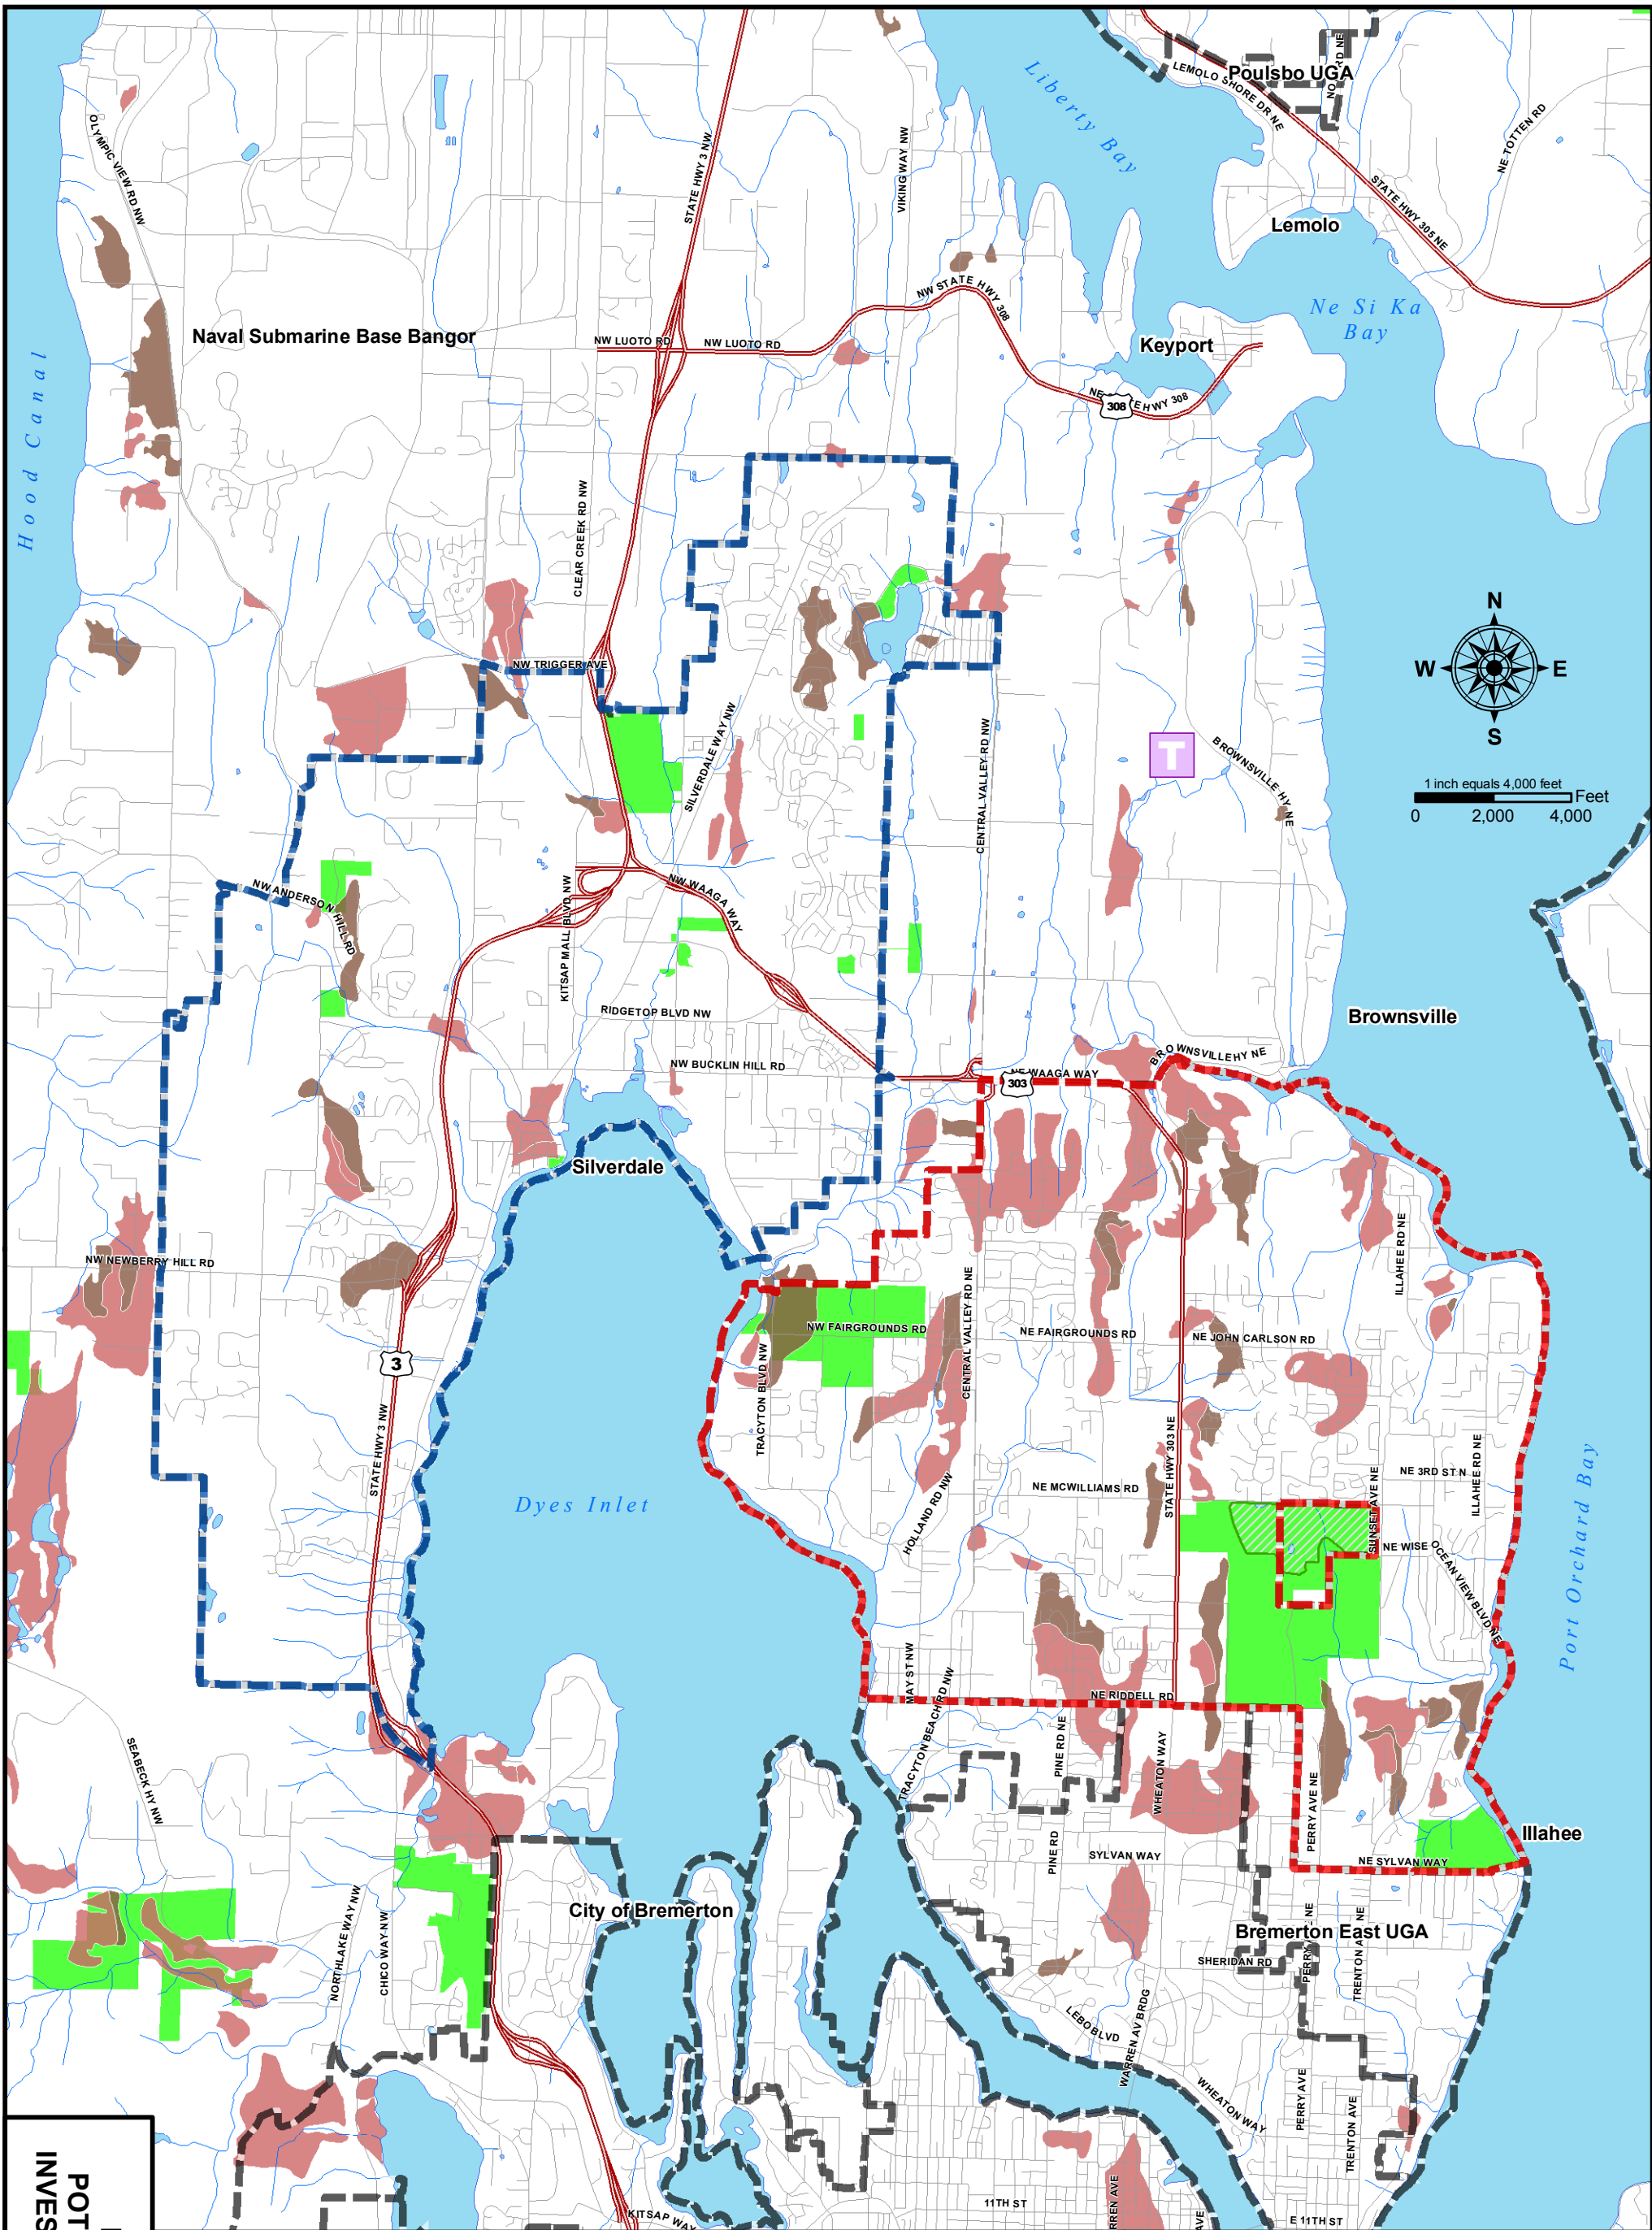 Liberty Bay
Poulsbo UGA
LEMOLO SHORE DR NE
NE TOTTEN RD
STATE HWY 305 NE
OLYMPIC VIEW RD NW
STATE HWY 3 NW
VIKING WAY NW
Lemolo
NW STATE HWY 308
Ne Si Ka
Bay
Naval Submarine Base Bangor
NW LUOTO RD
NW LUOTO RD
Keyport
308
Hood Canal
CLEAR CREEK RD NW
N
W
E
S
NW TRIGGER AVE
SILVERDALE WAY NW
CENTRAL VALLEY RD NW
T
BROWNSVILLE HY NE
1 inch equals 4,000 feet
Feet
0 2,000 4,000
NW ANDERSON HILL RD
KITSAP MALL BLVD NW
NW WAAGA WAY
RIDGETOP BLVD NW
Brownsville
NW BUCKLIN HILL RD
BROWNSVILLE HY NE
NE WAAGA WAY
303
Silverdale
ILLAHEE RD NE
NW NEWBERRY HILL RD
CENTRAL VALLEY RD NE
NW FAIRGROUNDS RD
NE FAIRGROUNDS RD
NE JOHN CARLSON RD
3
TRACYTON BLVD NW
STATE HWY 3 NW
STATE HWY 303 NE
NE 3RD ST N
ILLAHEE RD NE
NE MCWILLIAMS RD
HOLLAND RD NW
SUNSET AVE NE
Dyes Inlet
NE WISE
OCEAN VIEW BLVD NE
Port Orchard Bay
MAY ST NW
TRACYTON BEACH RD NW
NE RIDDELL RD
PINE RD NE
WHEATON WAY
PERRY AVE NE
SEABECK HY NW
Illahee
PINE RD
SYLVAN WAY
NE SYLVAN WAY
NORTHLAKE WAY NW
CHICO WAY NW
City of Bremerton
Bremerton East UGA
SHERIDAN RD
TRENTON AVE NE
LEBO BLVD
WARREN AV BRDG
WHEATON WAY
PERRY AVE
TRENTON AVE
11TH ST
E 11TH ST
KITSAP WAY
POT
INVES